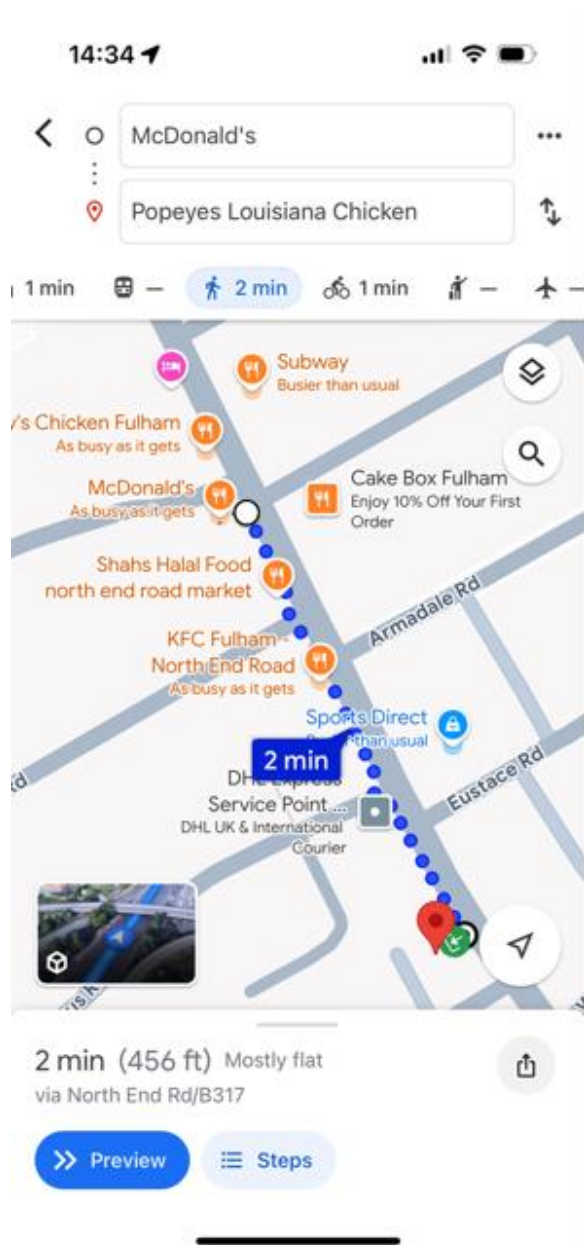 14:34
McDonald's
Popeyes Louisiana Chicken
1 min
—
2 min
1 min
—
—
Subway
Busier than usual
's Chicken Fulham
As busy as it gets
McDonald's
As busy as it gets
Cake Box Fulham
Enjoy 10% Off Your First
Order
Shahs Halal Food
north end road market
Armadale Rd
KFC Fulham -
North End Road
As busy as it gets
Sports Direct
than usual
2 min
Eustace Rd
DHL Express
Service Point ...
DHL UK & International
Courier
2 min (456 ft) Mostly flat
via North End Rd/B317
Preview
Steps